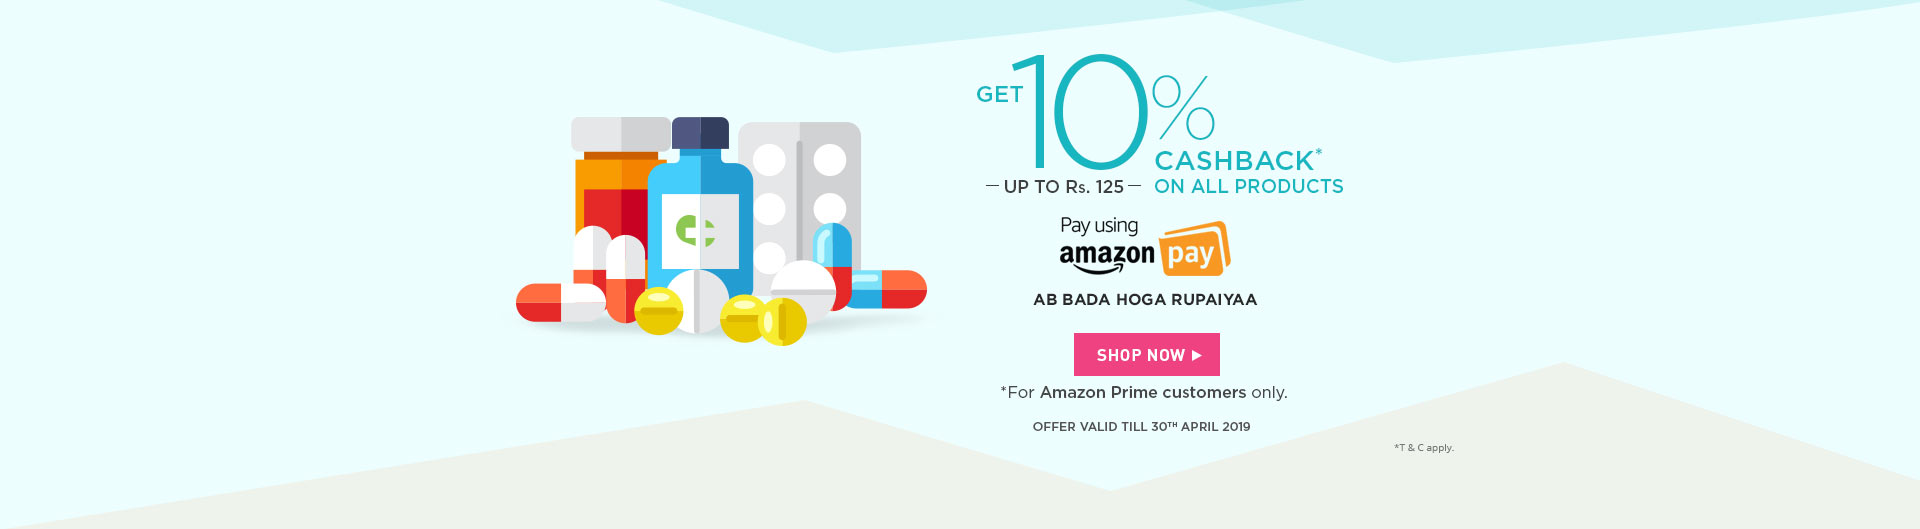 GET 10%
CASHBACK*
UP TO Rs. 125
ON ALL PRODUCTS
Pay using
amazon pay
AB BADA HOGA RUPAIYAA
SHOP NOW
*For Amazon Prime customers only.
OFFER VALID TILL 30TH APRIL 2019
*T & C apply.